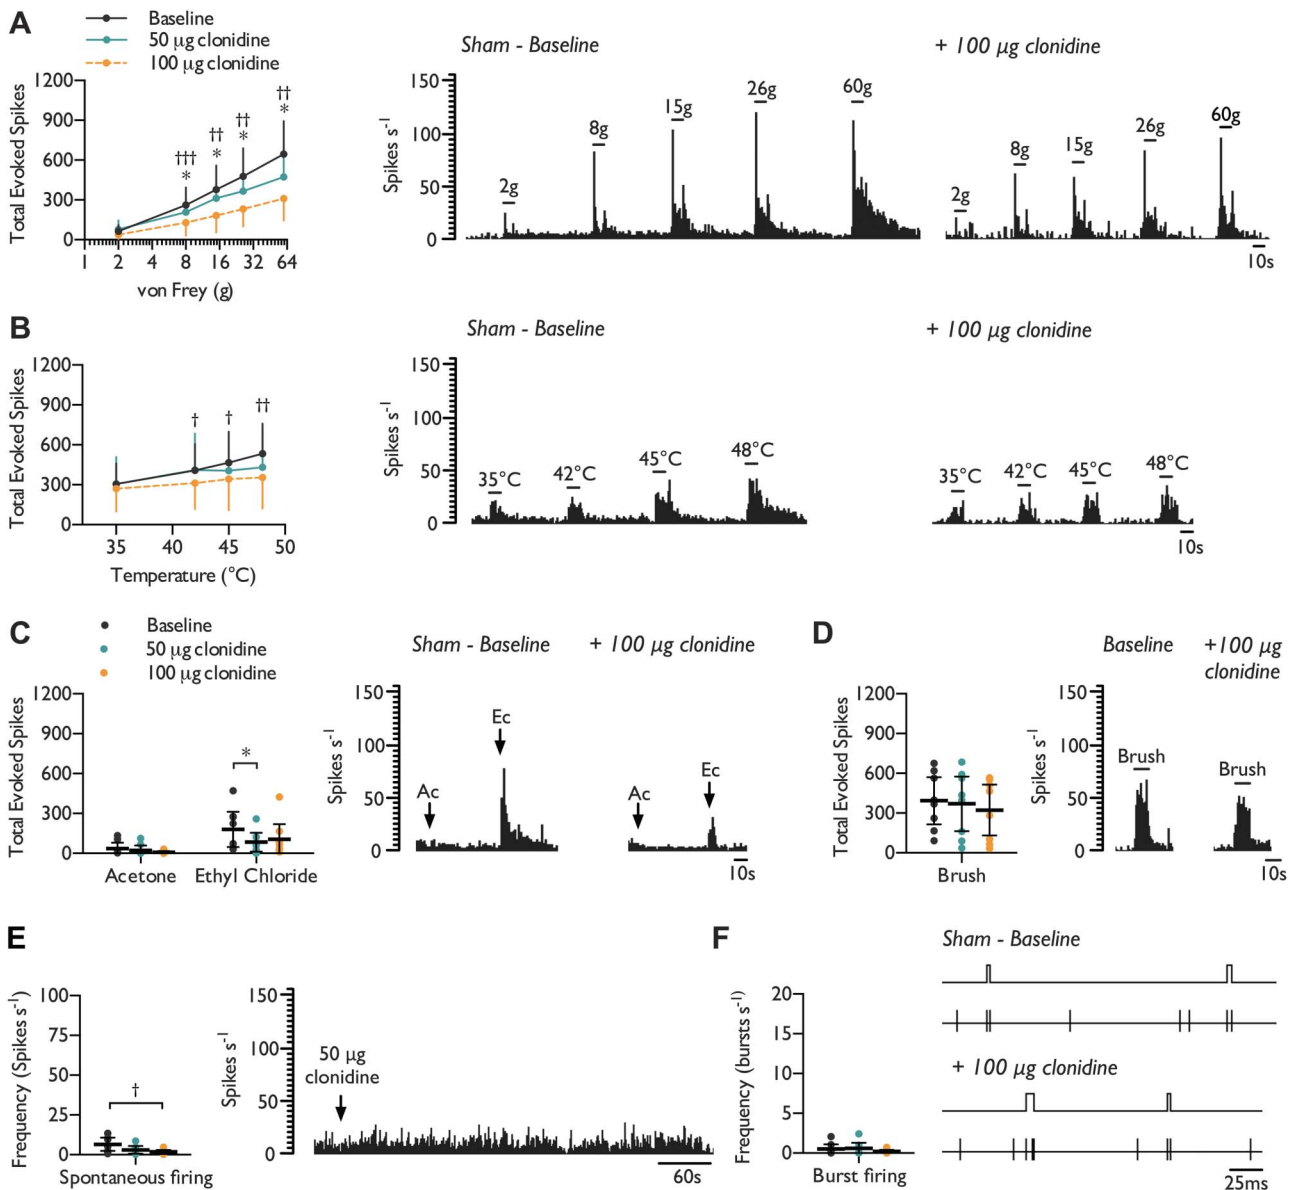 A
Baseline
50 µg clonidine
100 µg clonidine
Sham - Baseline
+ 100 µg clonidine
Total Evoked Spikes
1200
900
600
300
0
††† * †† * †† * †† *
1 2 4 8 16 32 64
von Frey (g)
Spikes s-1
150
100
50
0
2g 8g 15g 26g 60g
2g 8g 15g 26g 60g
10s
B
Sham - Baseline
+ 100 µg clonidine
Total Evoked Spikes
1200
900
600
300
0
† † ††
35 40 45 50
Temperature (°C)
Spikes s-1
150
100
50
0
35°C 42°C 45°C 48°C
35°C 42°C 45°C 48°C
10s
C
Baseline
50 µg clonidine
100 µg clonidine
Sham - Baseline
+ 100 µg clonidine
Total Evoked Spikes
1200
900
600
300
0
*
Acetone Ethyl Chloride
Spikes s-1
150
100
50
0
Ac Ec
Ac Ec
10s
D
Baseline
+100 µg
clonidine
Total Evoked Spikes
1200
900
600
300
0
Brush
Spikes s-1
150
100
50
0
Brush
Brush
10s
E
Frequency (Spikes s-1)
100
75
50
25
0
†
Spontaneous firing
Spikes s-1
150
100
50
0
50 µg
clonidine
60s
F
Frequency (bursts s-1)
20
15
10
5
0
Burst firing
Sham - Baseline
+ 100 µg clonidine
25ms